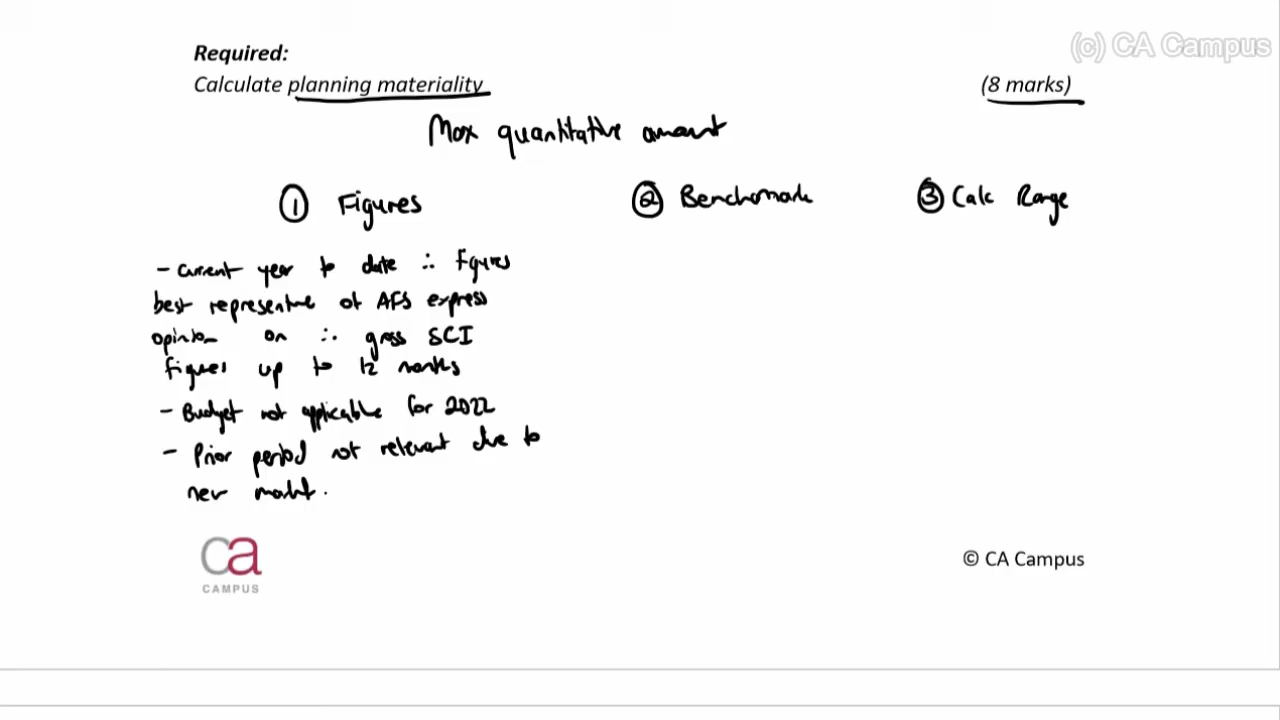 (c) CA Campus
Required:
Calculate planning materiality (8 marks)
Max quantitative amount
① Figures
② Benchmark
③ Calc Range
- Current year to date ∴ figures
best representive of AFS express
opinion on ∴ gross SCI
figures up to 12 months
- Budget not applicable for 2022
- Prior period not relevant due to
new market.
ca
CAMPUS
© CA Campus